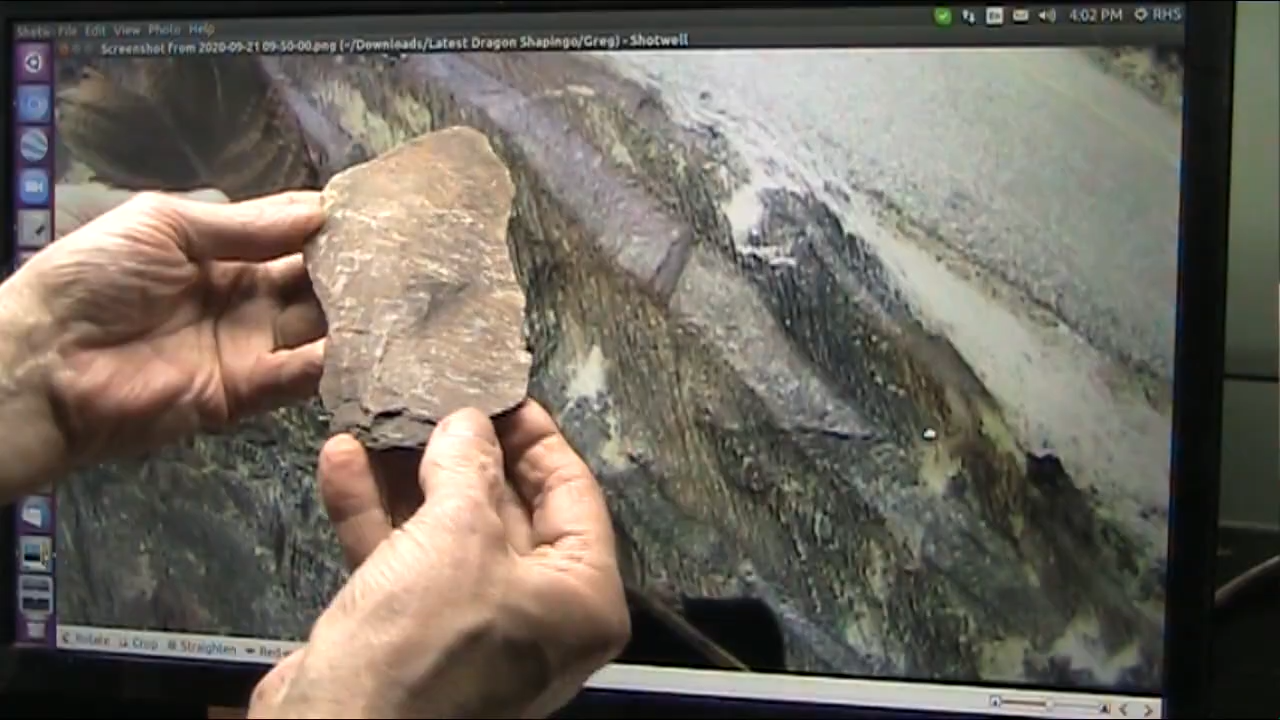 File Edit View Photo Help
En 4:02 PM RHS
Screenshot from 2020-09-21 09-50-00.png (~/Downloads/Latest Dragon Shapingo/Greg) - Shotwell
Rotate Crop Straighten